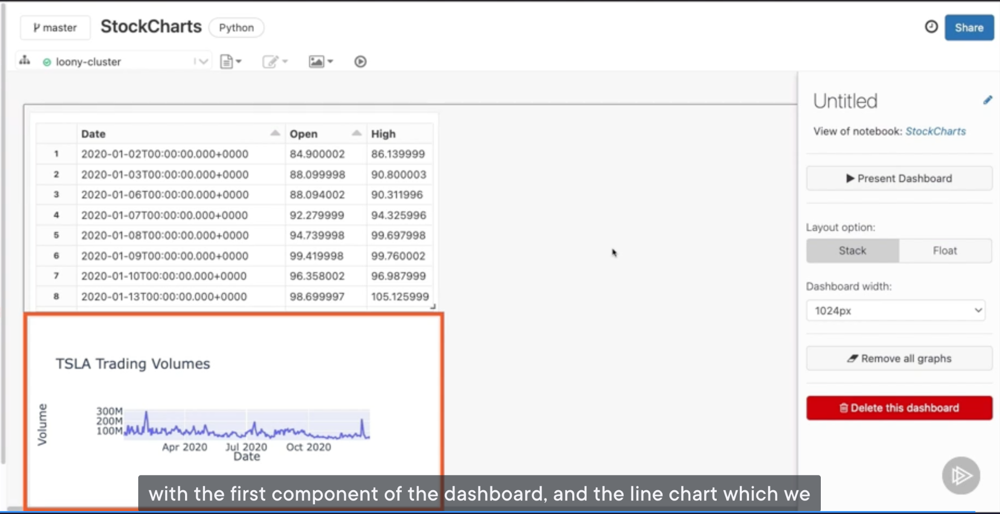 master StockCharts Python Share
loony-cluster
Untitled
View of notebook: StockCharts
Present Dashboard
Layout option:
Stack Float
Dashboard width:
1024px
Remove all graphs
Delete this dashboard
Date Open High
1 2020-01-02T00:00:00.000+0000 84.900002 86.139999
2 2020-01-03T00:00:00.000+0000 88.099998 90.800003
3 2020-01-06T00:00:00.000+0000 88.094002 90.311996
4 2020-01-07T00:00:00.000+0000 92.279999 94.325996
5 2020-01-08T00:00:00.000+0000 94.739998 99.697998
6 2020-01-09T00:00:00.000+0000 99.419998 99.760002
7 2020-01-10T00:00:00.000+0000 96.358002 96.987999
8 2020-01-13T00:00:00.000+0000 98.699997 105.125999
TSLA Trading Volumes
Volume
300M
200M
100M
Apr 2020 Jul 2020 Oct 2020
Date
with the first component of the dashboard, and the line chart which we